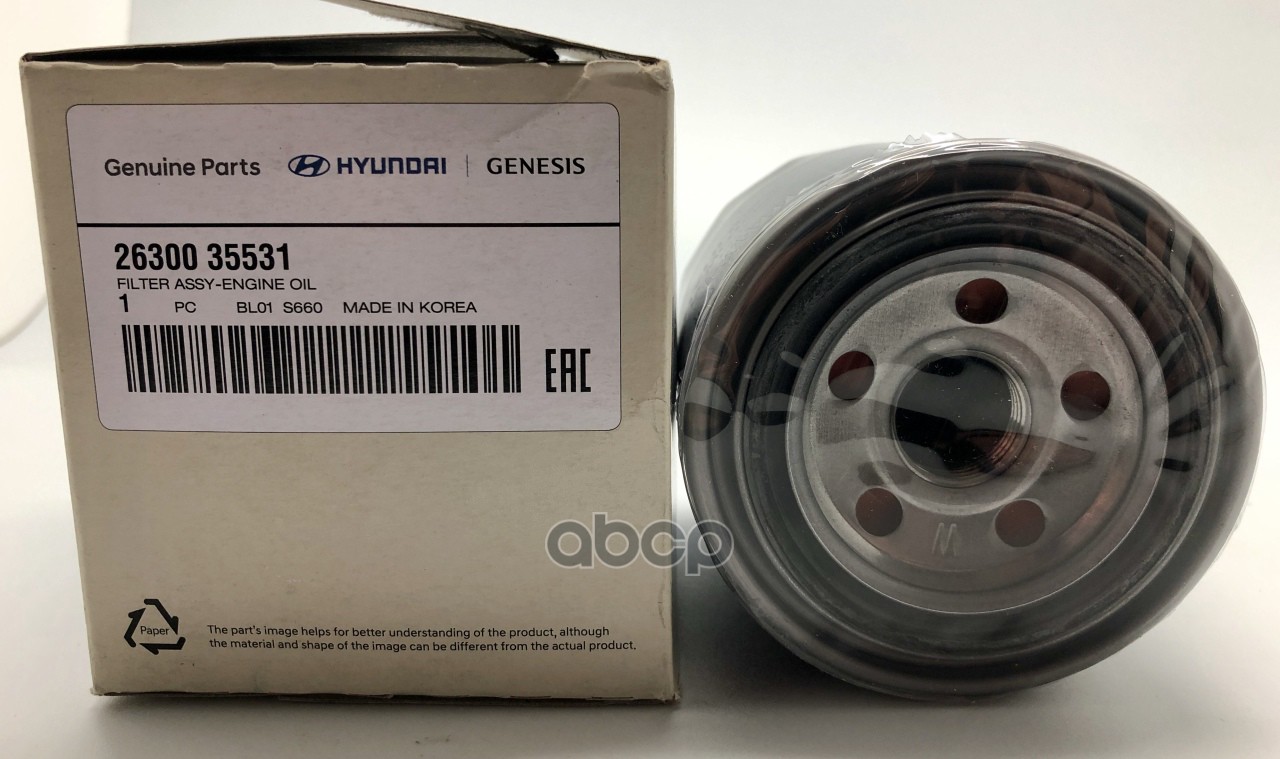 Genuine Parts HYUNDAI GENESIS
26300 35531
FILTER ASSY-ENGINE OIL
1 PC BL01 S660 MADE IN KOREA
EAC
abcp
W
Paper
The part's image helps for better understanding of the product, although
the material and shape of the image can be different from the actual product.